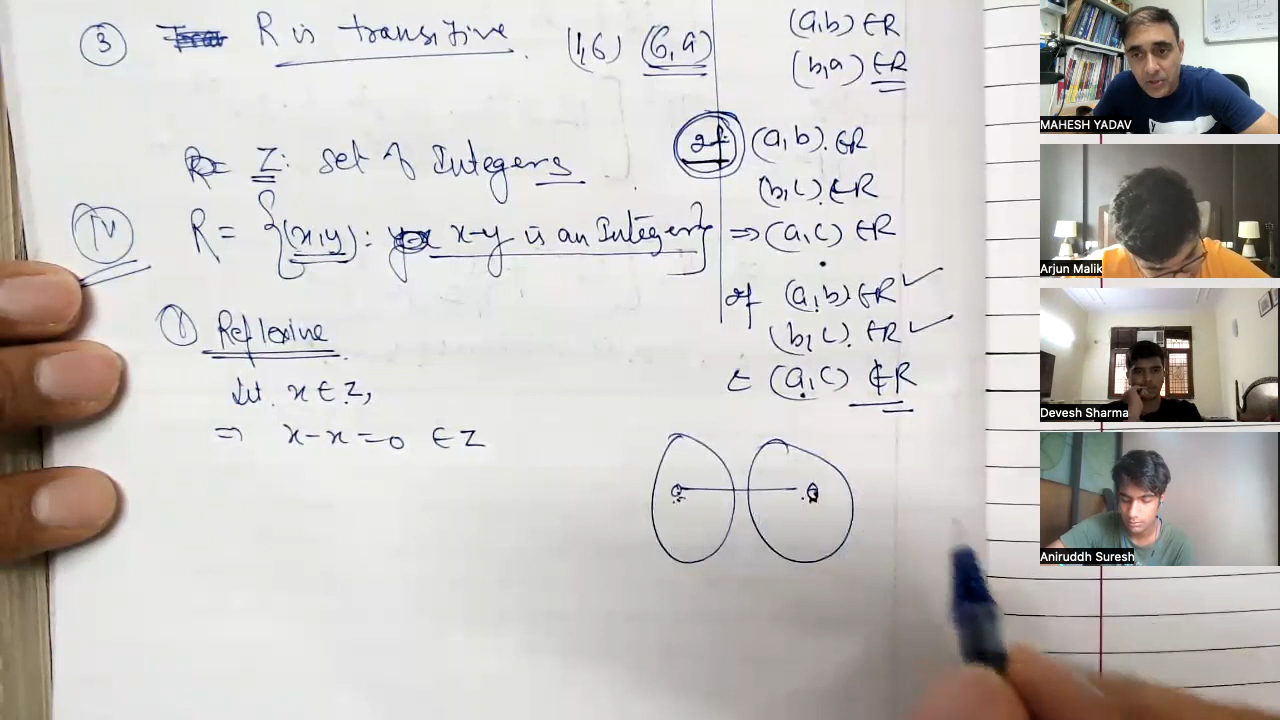 ③ R is transitive. (1,6) (6,a)
(a,b) ∈R
(b,a) ∈R
Z: set of Integers
If (a,b). ∈R
(b,c). ∈R
⇒ (a,c) ∈R
IV R = {(x,y): x-y is an Integer}
If (a,b) ∈R ✓
(b,c). ∈R ✓
(a,c) ∉R
① Reflexive
Let x ∈ Z,
⇒ x-x=0 ∈Z
MAHESH YADAV
Arjun Malik
Devesh Sharma
Aniruddh Suresh